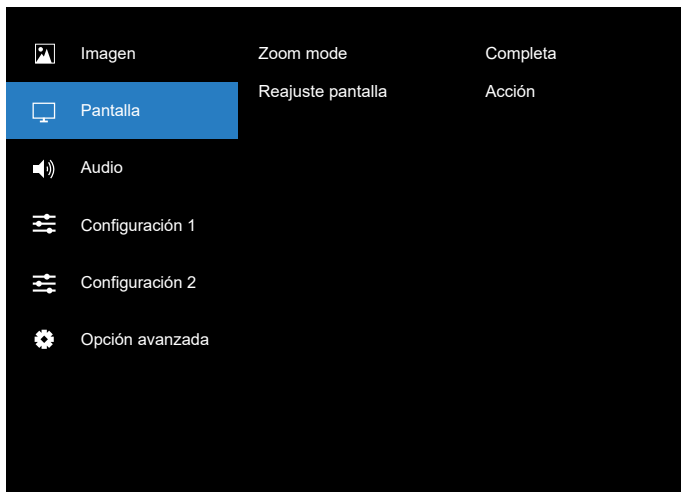 Imagen
Zoom mode
Completa
Reajuste pantalla
Acción
Pantalla
Audio
Configuración 1
Configuración 2
Opción avanzada